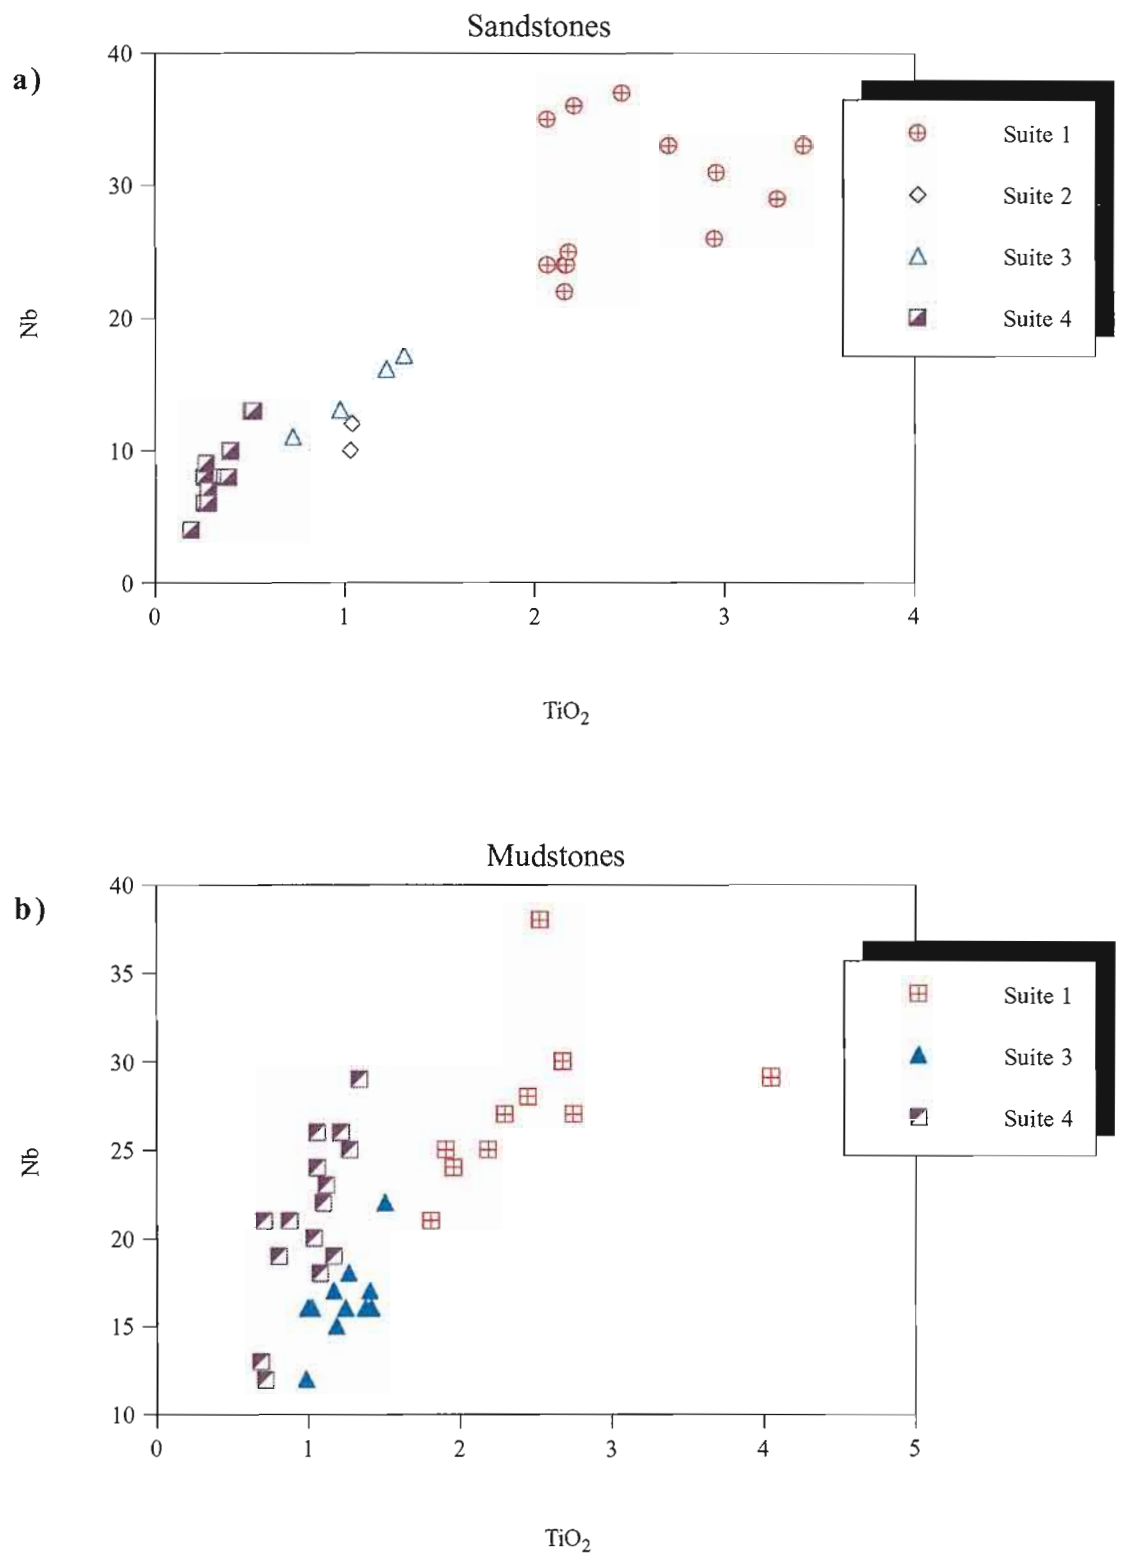 Sandstones
a)
40
30
20
10
0
Nb
0 1 2 3 4
TiO₂
Suite 1
Suite 2
Suite 3
Suite 4
Mudstones
b)
40
35
30
25
20
15
10
Nb
0 1 2 3 4 5
TiO₂
Suite 1
Suite 3
Suite 4